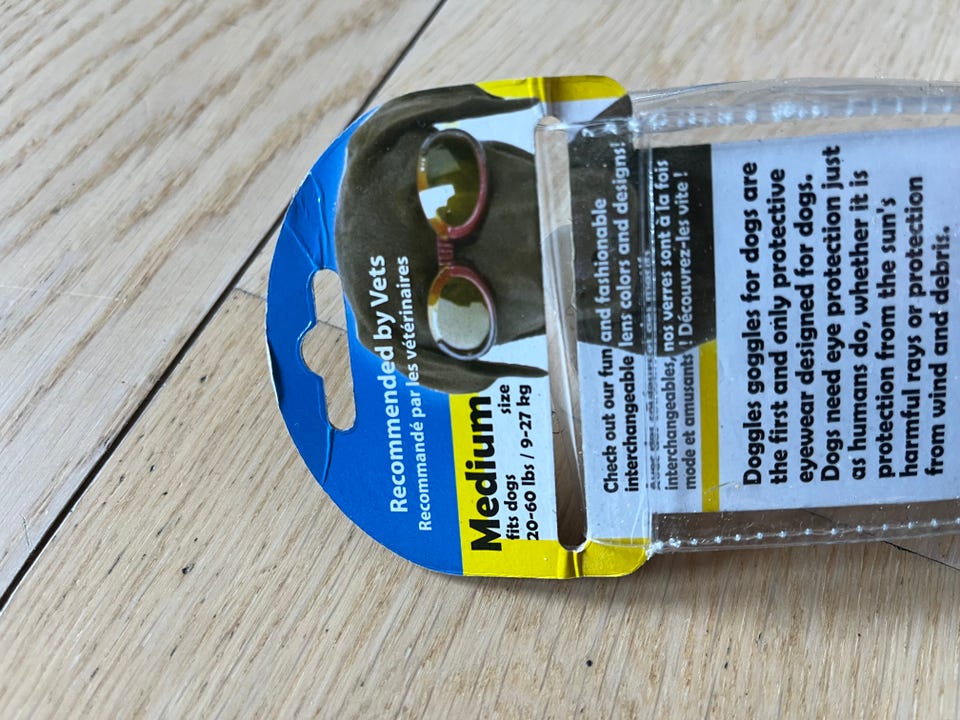 Recommended by Vets
Recommandé par les vétérinaires
Medium size
fits dogs
20-60 lbs / 9-27 kg
Check out our fun and fashionable
interchangeable lens colors and designs!
interchangeables, nos verres sont à la fois
mode et amusants ! Découvrez-les vite !
Doggles goggles for dogs are
the first and only protective
eyewear designed for dogs.
Dogs need eye protection just
as humans do, whether it is
protection from the sun's
harmful rays or protection
from wind and debris.